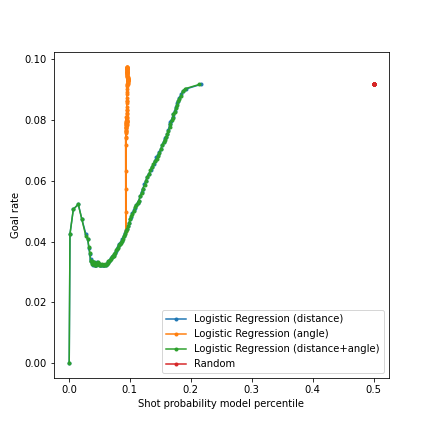 0.10
0.08
0.06
0.04
0.02
0.00
Goal rate
0.0 0.1 0.2 0.3 0.4 0.5
Shot probability model percentile
Logistic Regression (distance)
Logistic Regression (angle)
Logistic Regression (distance+angle)
Random